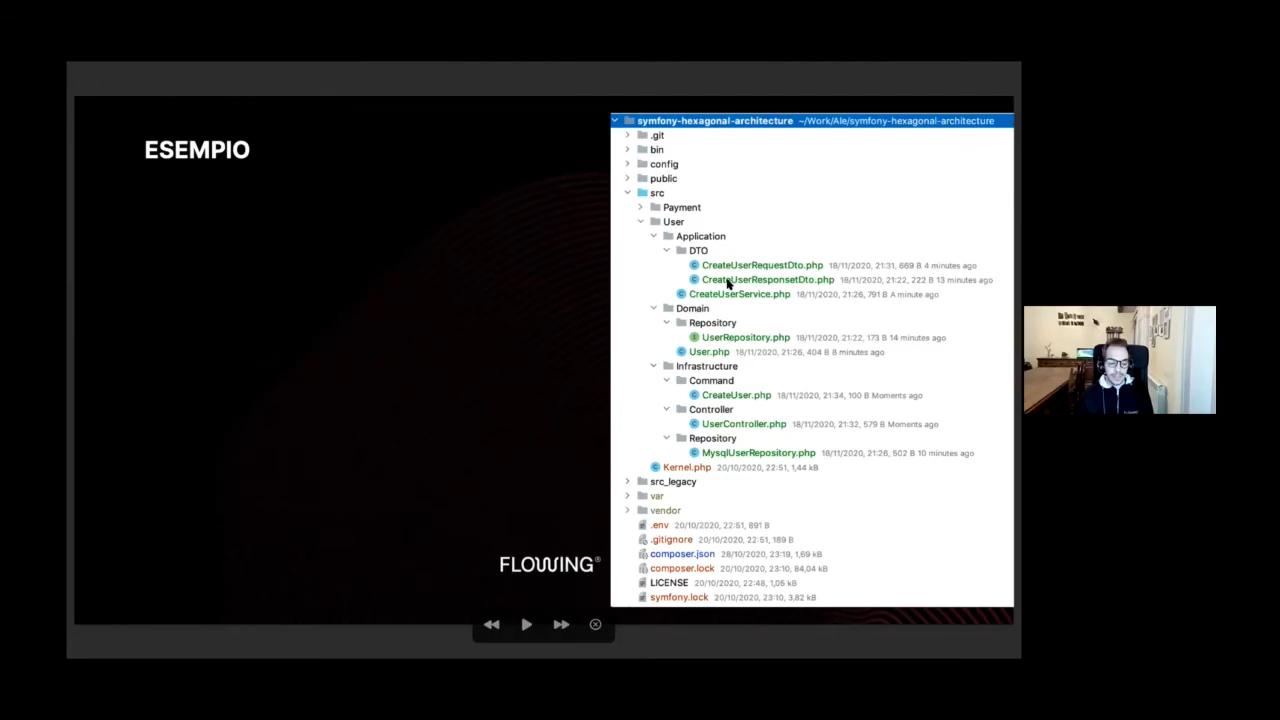 ESEMPIO
symfony-hexagonal-architecture ~/Work/Ale/symfony-hexagonal-architecture
.git
bin
config
public
src
Payment
User
Application
DTO
CreateUserRequestDto.php 18/11/2020, 21:31, 669 B 4 minutes ago
CreateUserResponsetDto.php 18/11/2020, 21:22, 222 B 13 minutes ago
CreateUserService.php 18/11/2020, 21:26, 791 B A minute ago
Domain
Repository
UserRepository.php 18/11/2020, 21:22, 173 B 14 minutes ago
User.php 18/11/2020, 21:26, 404 B 8 minutes ago
Infrastructure
Command
CreateUser.php 18/11/2020, 21:34, 100 B Moments ago
Controller
UserController.php 18/11/2020, 21:32, 579 B Moments ago
Repository
MysqlUserRepository.php 18/11/2020, 21:26, 502 B 10 minutes ago
Kernel.php 20/10/2020, 22:51, 1,44 kB
src_legacy
var
vendor
.env 20/10/2020, 22:51, 891 B
.gitignore 20/10/2020, 22:51, 189 B
composer.json 28/10/2020, 23:19, 1,69 kB
composer.lock 20/10/2020, 23:10, 84,04 kB
LICENSE 20/10/2020, 22:48, 1,05 kB
symfony.lock 20/10/2020, 23:10, 3,82 kB
FLOWING®